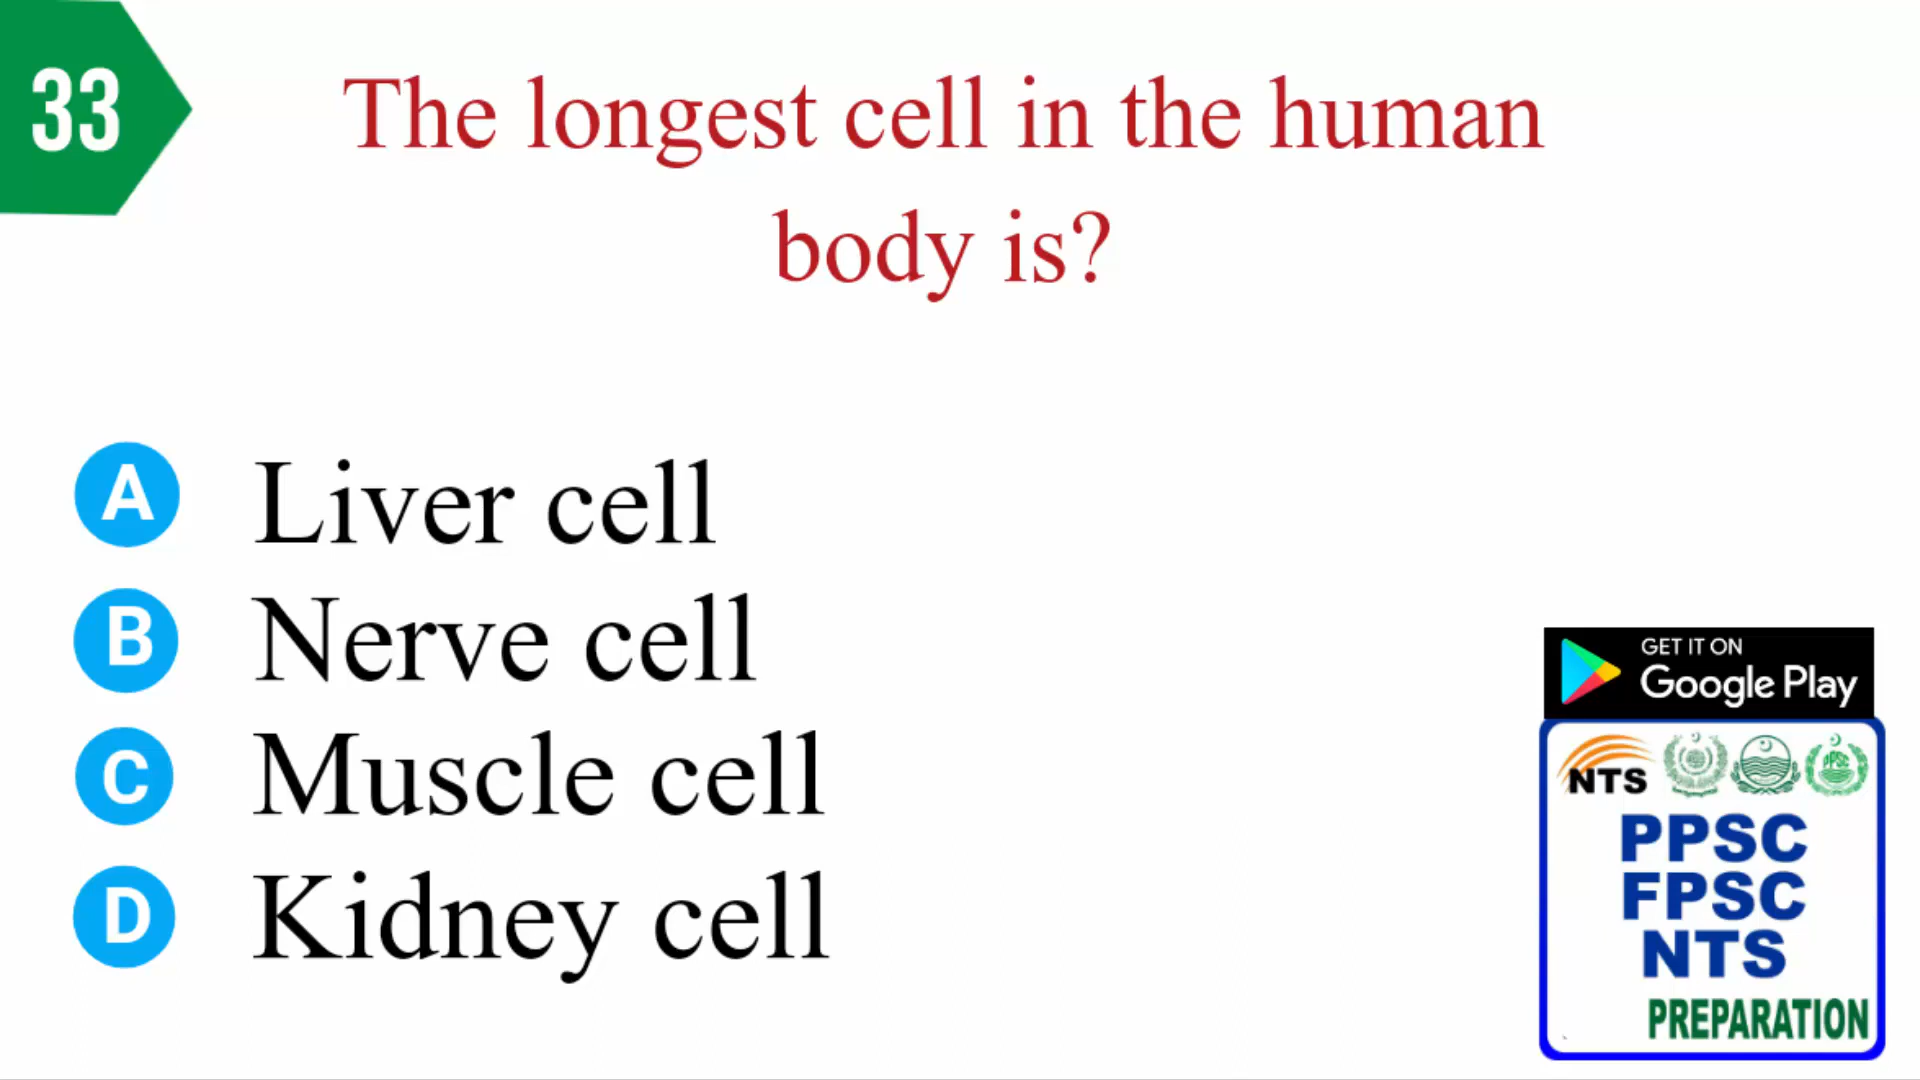 33
The longest cell in the human
body is?
A Liver cell
B Nerve cell
C Muscle cell
D Kidney cell
GET IT ON
Google Play
NTS
PPSC
PPSC
FPSC
NTS
PREPARATION